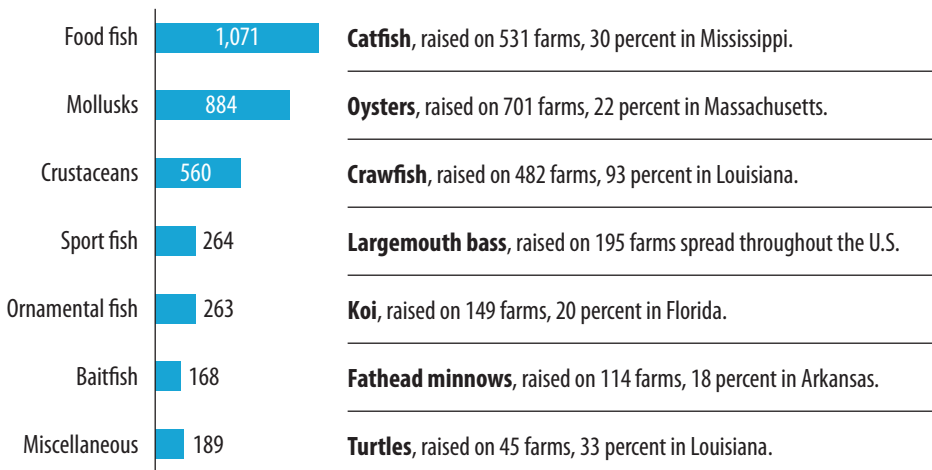 Food fish 1,071 Catfish, raised on 531 farms, 30 percent in Mississippi.
Mollusks 884 Oysters, raised on 701 farms, 22 percent in Massachusetts.
Crustaceans 560 Crawfish, raised on 482 farms, 93 percent in Louisiana.
Sport fish 264 Largemouth bass, raised on 195 farms spread throughout the U.S.
Ornamental fish 263 Koi, raised on 149 farms, 20 percent in Florida.
Baitfish 168 Fathead minnows, raised on 114 farms, 18 percent in Arkansas.
Miscellaneous 189 Turtles, raised on 45 farms, 33 percent in Louisiana.